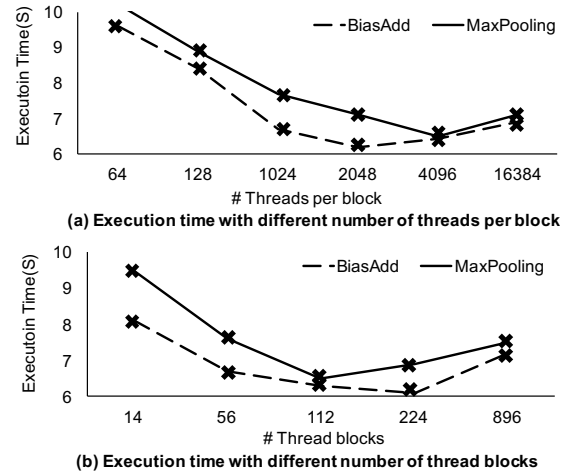 10
BiasAdd MaxPooling
9
8
7
6
Executoin Time(S)
64 128 1024 2048 4096 16384
# Threads per block
(a) Execution time with different number of threads per block
10
BiasAdd MaxPooling
9
8
7
6
Executoin Time(S)
14 56 112 224 896
# Thread blocks
(b) Execution time with different number of thread blocks